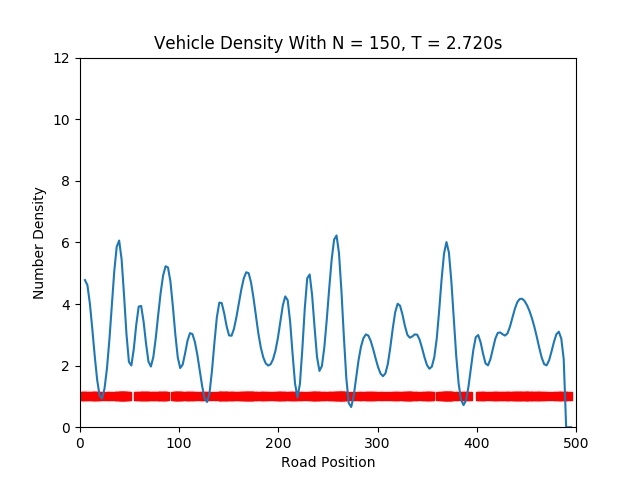 Vehicle Density With N = 150, T = 2.720s
12
10
8
6
4
2
0
Number Density
0 100 200 300 400 500
Road Position